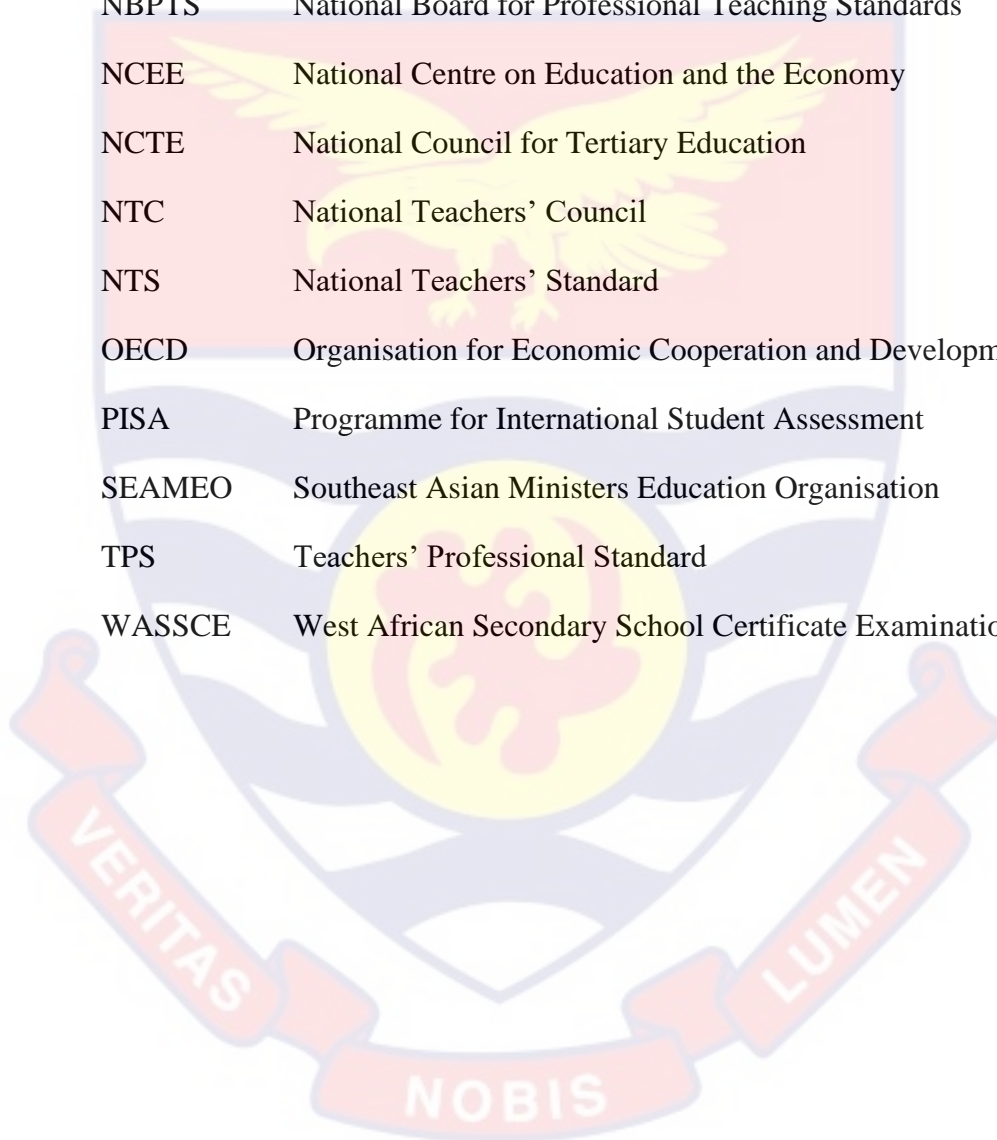 NBPTS National Board for Professional Teaching Standards
NCEE National Centre on Education and the Economy
NCTE National Council for Tertiary Education
NTC National Teachers’ Council
NTS National Teachers’ Standard
OECD Organisation for Economic Cooperation and Developm
PISA Programme for International Student Assessment
SEAMEO Southeast Asian Ministers Education Organisation
TPS Teachers’ Professional Standard
WASSCE West African Secondary School Certificate Examinatio
VERITAS
NOBIS
LUMEN